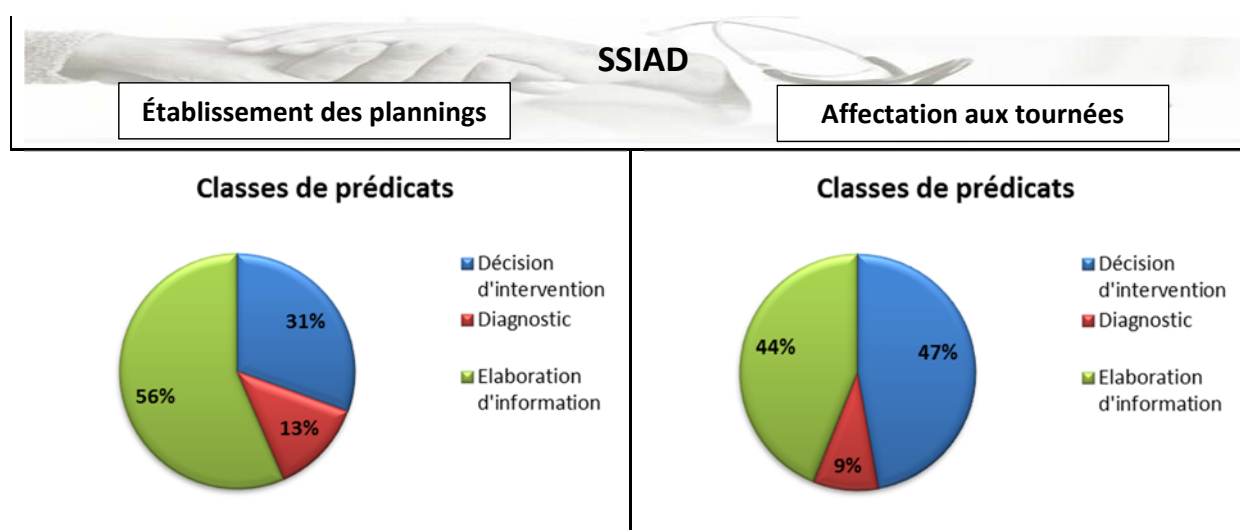 SSIAD
Établissement des plannings
Affectation aux tournées
Classes de prédicats
31%
13%
56%
Décision
d'intervention
Diagnostic
Elaboration
d'information
Classes de prédicats
47%
9%
44%
Décision
d'intervention
Diagnostic
Elaboration
d'information